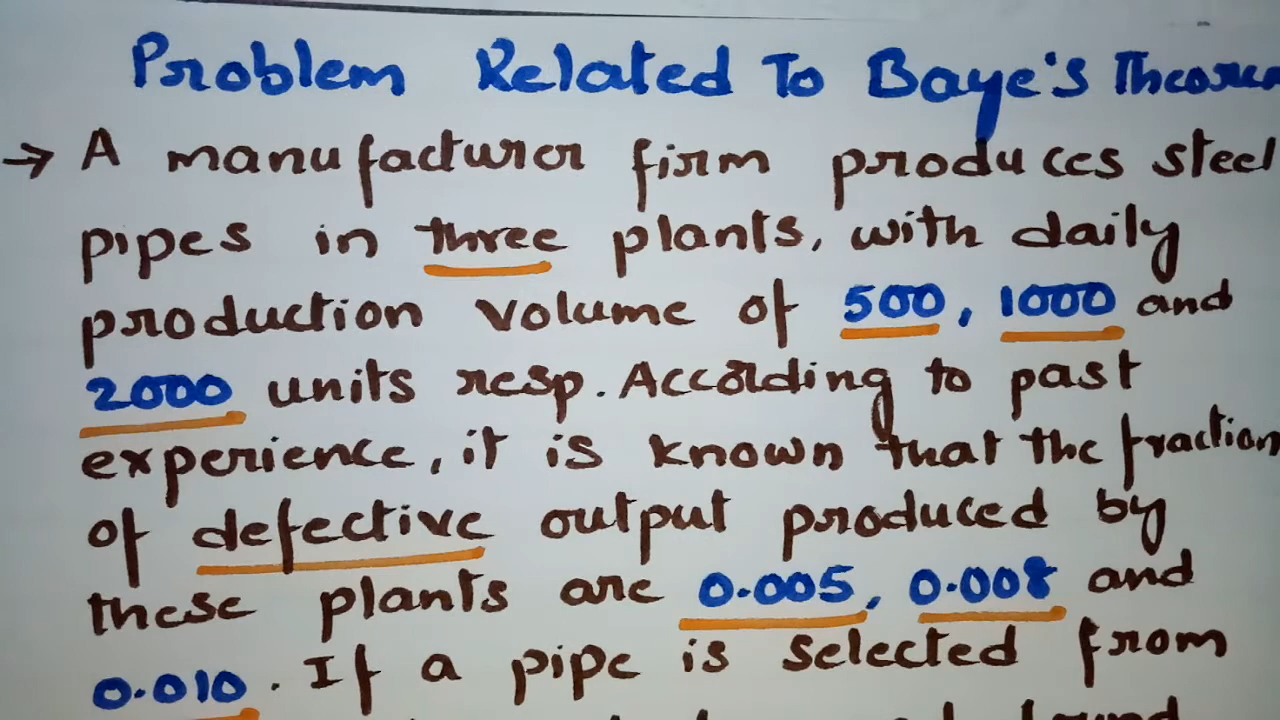 Problem Related To Baye's Theorem
→ A manufacturer firm produces steel
pipes in three plants, with daily
production volume of 500, 1000 and
2000 units resp. According to past
experience, it is known that the fraction
of defective output produced by
these plants are 0.005, 0.008 and
0.010. If a pipe is selected from